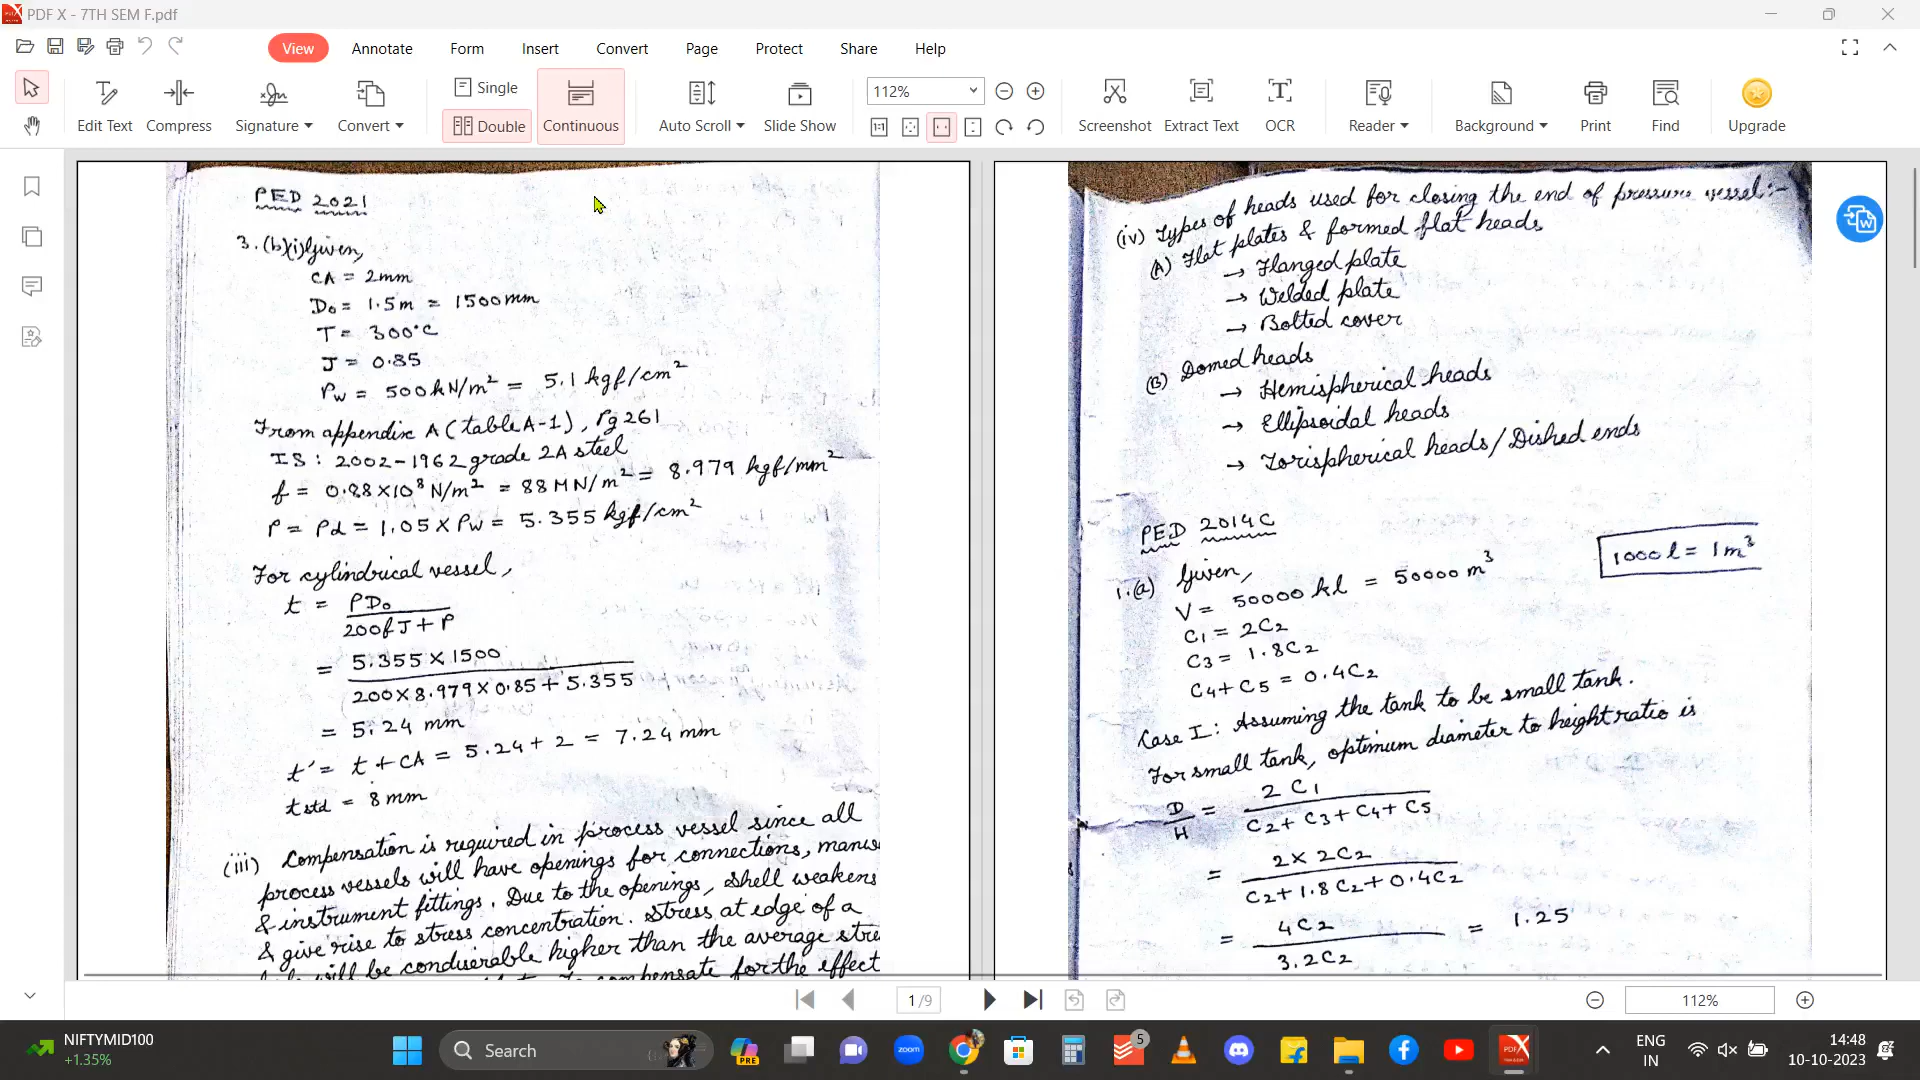 PDF X - 7TH SEM F.pdf
View Annotate Form Insert Convert Page Protect Share Help
Edit Text Compress Signature Convert Single Double Continuous Auto Scroll Slide Show 112% Screenshot Extract Text OCR Reader Background Print Find Upgrade
PED 2021
3.(b)(i) Given,
CA = 2mm
Do = 1.5m = 1500mm
T = 300°C
J = 0.85
Pw = 500kN/m² = 5.1 kgf/cm²
From appendix A (table A-1), Pg 261
IS: 2002-1962 grade 2A steel
f = 0.88×10⁸ N/m² = 88 MN/m² = 8.979 kgf/mm²
P = Pd = 1.05 × Pw = 5.355 kgf/cm²
For cylindrical vessel,
t = PDo
200fJ + P
= 5.355 × 1500
200×8.979×0.85 + 5.355
= 5.24 mm
t' = t + CA = 5.24 + 2 = 7.24 mm
t std = 8 mm
(iii) Compensation is required in process vessel since all
process vessels will have openings for connections,
& instrument fittings. Due to the openings, shell weakens
& give rise to stress concentration. Stress at edge of a
will be condiserable higher than the average
compensate for the effect
(iv) Types of heads used for closing the end of pressure vessel:-
(A) Flat plates & formed flat heads
→ Flanged plate
→ Welded plate
→ Bolted cover
(B) Domed heads
→ Hemispherical heads
→ Ellipsoidal heads
→ Torispherical heads/Dished ends
PED 2014C
1000 l = 1m³
1.(a) Given,
V = 50000 kl = 50000 m³
C1 = 2C2
C3 = 1.8C2
C4 + C5 = 0.4C2
Case I: Assuming the tank to be small tank.
For small tank, optimum diameter to height ratio is
D/H = 2 C1
C2 + C3 + C4 + C5
= 2 × 2C2
C2 + 1.8C2 + 0.4C2
= 4C2 = 1.25
3.2C2
1 /9
112%
NIFTYMID100
+1.35%
Search
PRE
zoom
5
PDF X
ENG
IN
14:48
10-10-2023